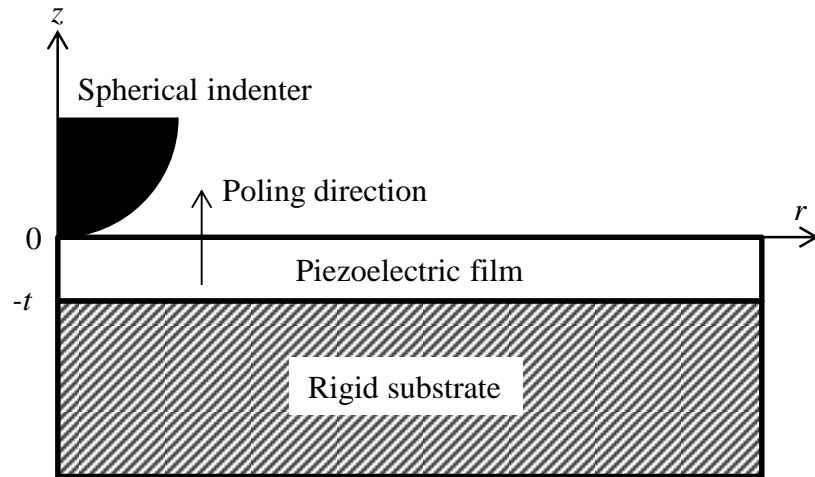 z
Spherical indenter
Poling direction
r
0
Piezoelectric film
-t
Rigid substrate